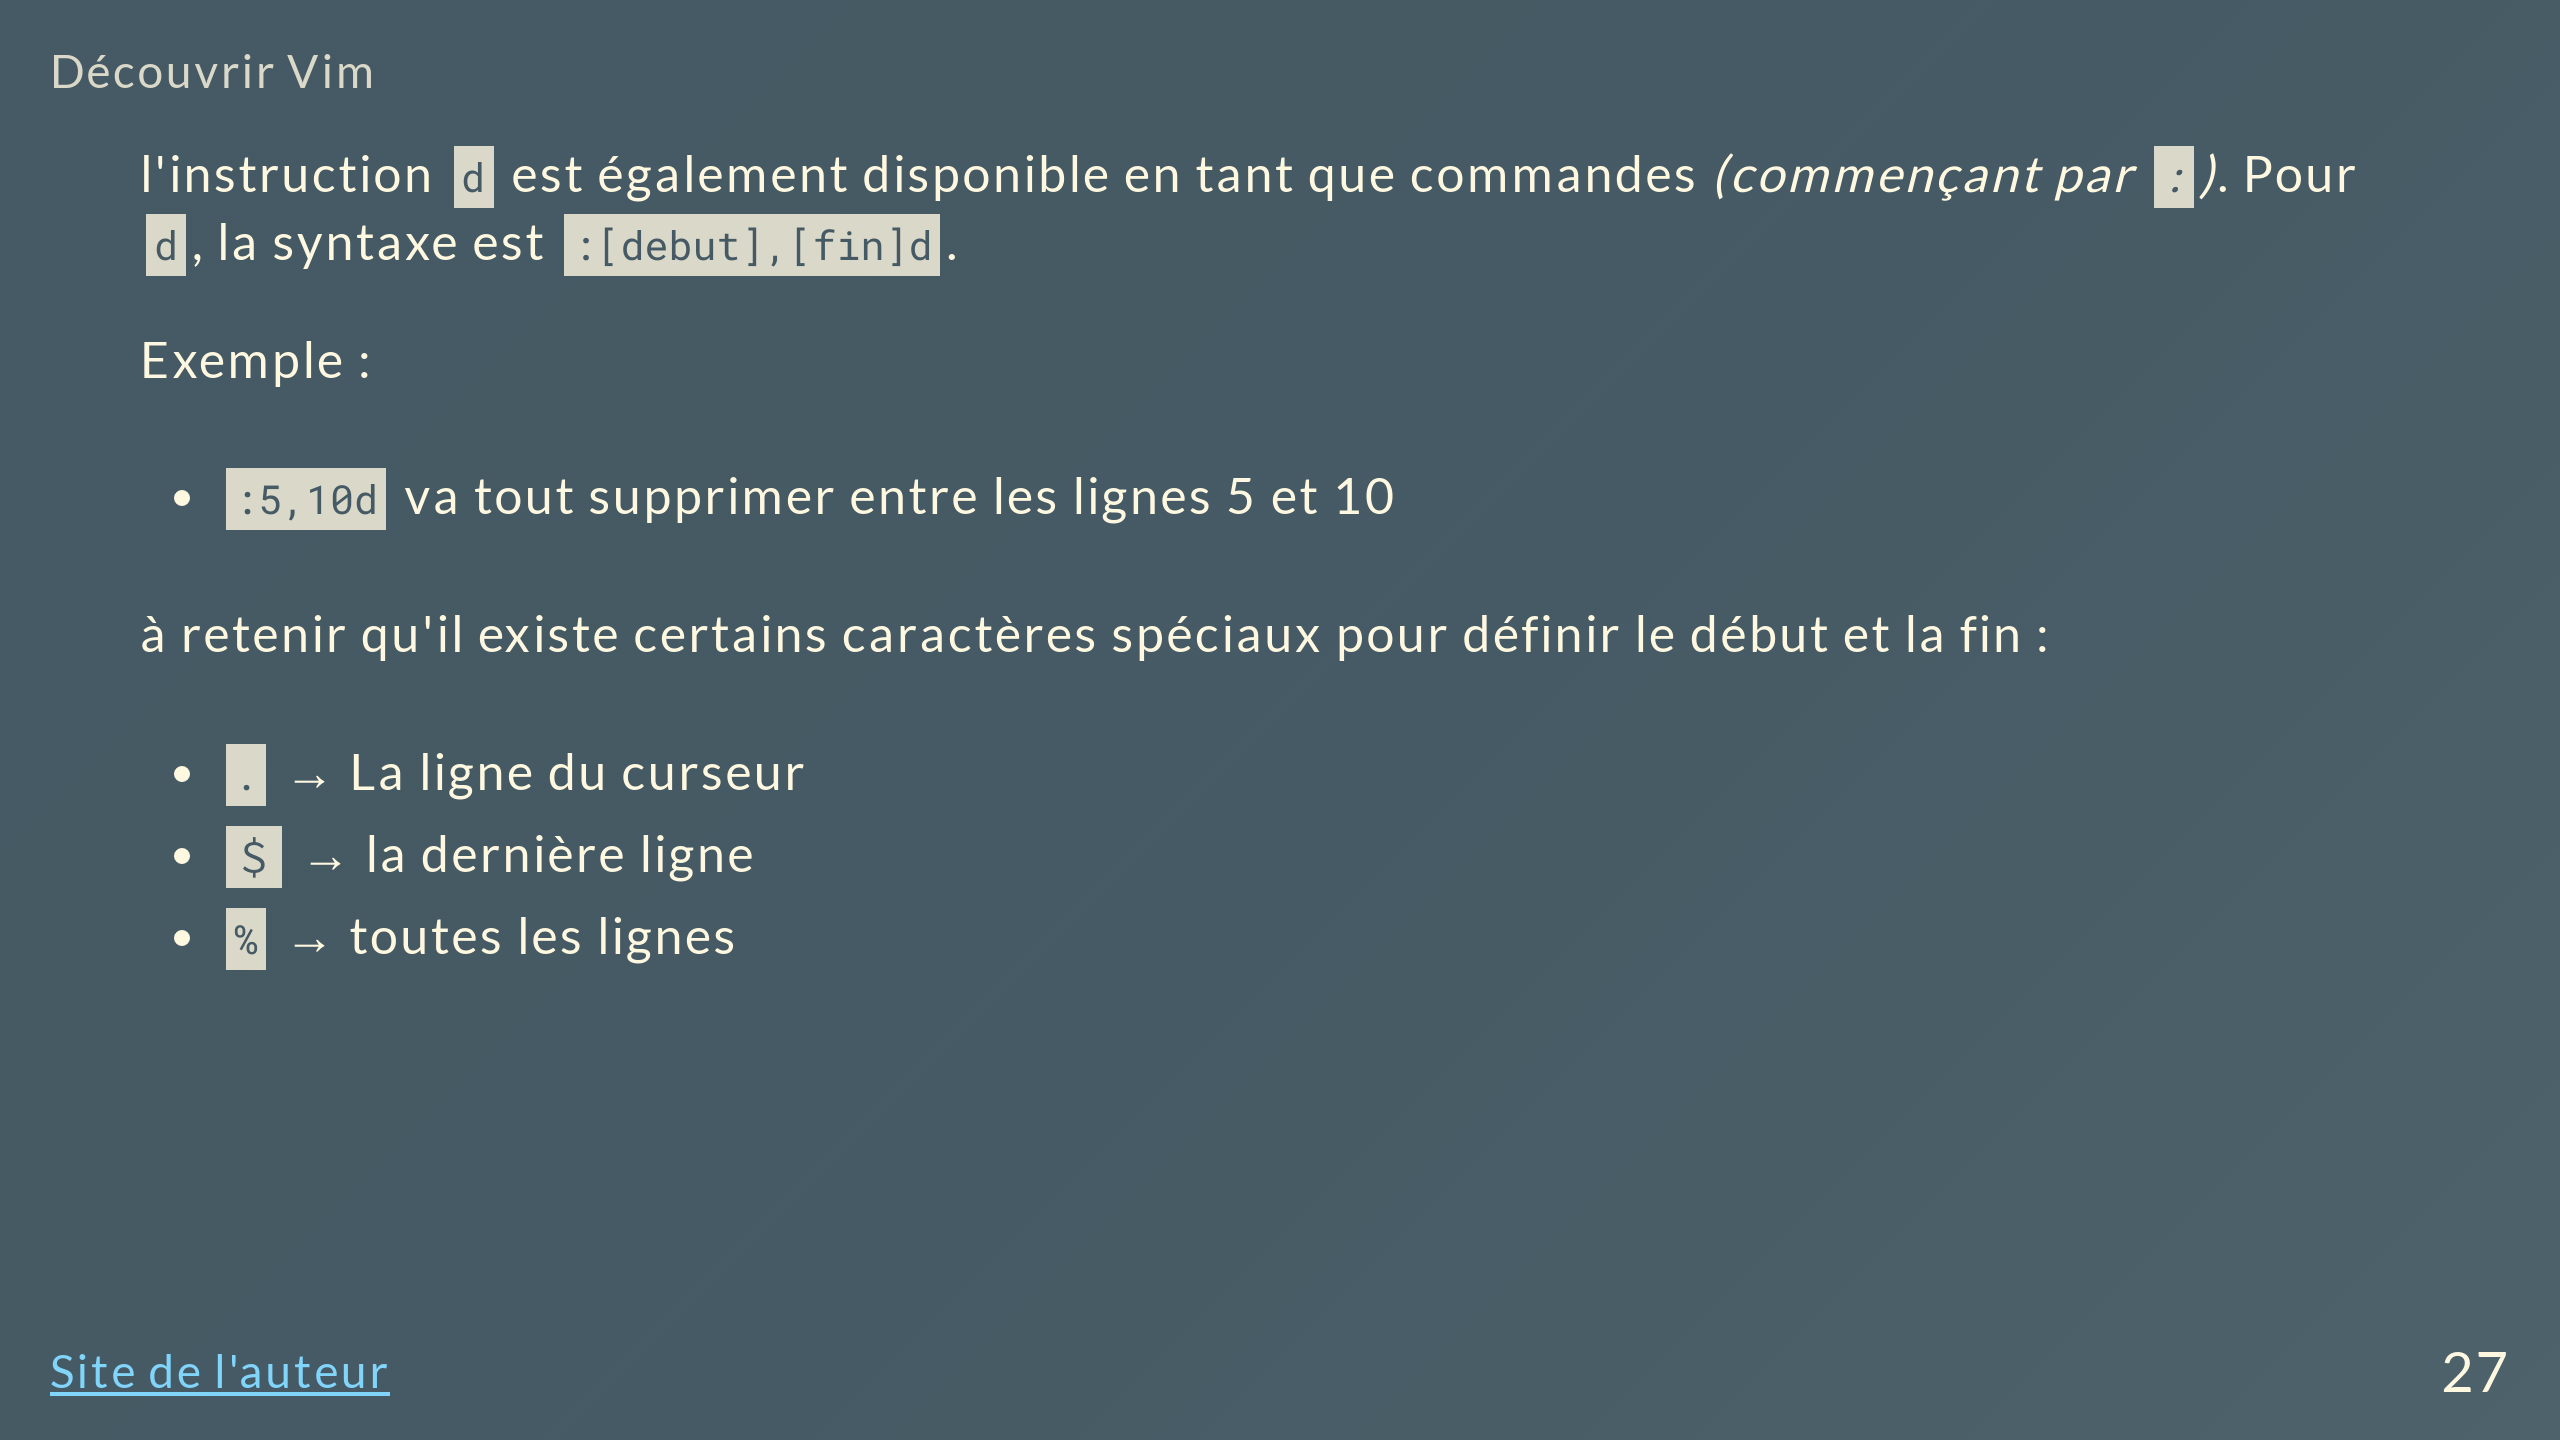 Découvrir Vim
l'instruction d est également disponible en tant que commandes (commençant par :). Pour
d, la syntaxe est :[debut],[fin]d.
Exemple :
• :5,10d va tout supprimer entre les lignes 5 et 10
à retenir qu'il existe certains caractères spéciaux pour définir le début et la fin :
• . → La ligne du curseur
• $ → la dernière ligne
• % → toutes les lignes
Site de l'auteur
27